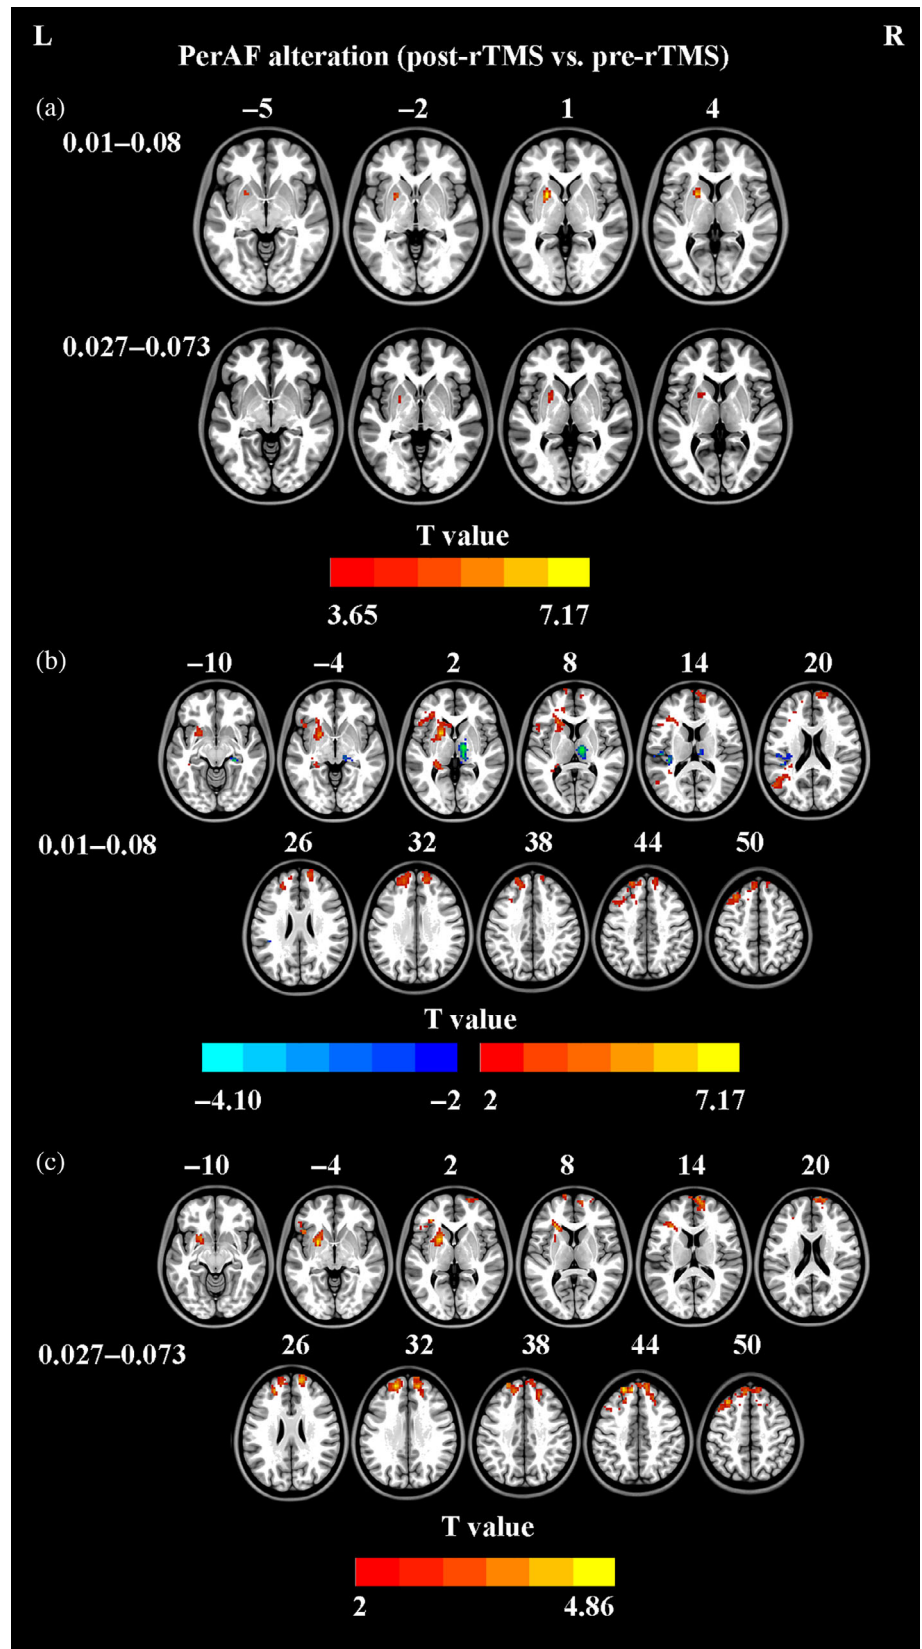 L R
PerAF alteration (post-rTMS vs. pre-rTMS)
(a)
−5 −2 1 4
0.01−0.08
0.027−0.073
T value
3.65 7.17
(b)
−10 −4 2 8 14 20
0.01−0.08
26 32 38 44 50
T value
−4.10 −2 2 7.17
(c)
−10 −4 2 8 14 20
0.027−0.073
26 32 38 44 50
T value
2 4.86